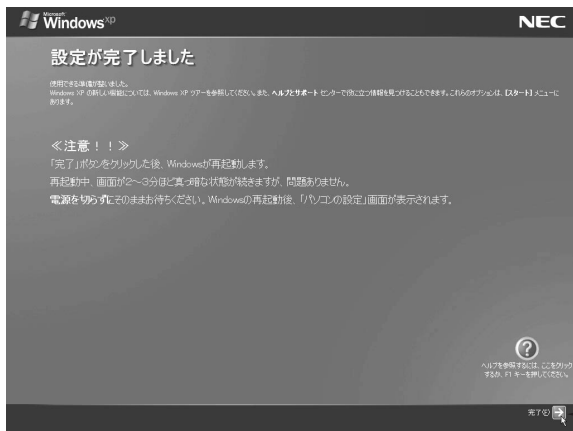 Microsoft
Windows xp
NEC
設定が完了しました
使用できる準備が整いました。
Windows XP の新しい機能については、Windows XP ツアーを参照してください。また、ヘルプとサポート センターで役に立つ情報を見つけることもできます。これらのオプションは、[スタート] メニューに
あります。
≪注意!!≫
「完了」ボタンをクリックした後、Windowsが再起動します。
再起動中、画面が2～3分ほど真っ暗な状態が続きますが、問題ありません。
電源を切らずにそのままお待ちください。Windowsの再起動後、「パソコンの設定」画面が表示されます。
?
ヘルプを参照するには、ここをクリック
するか、F1 キーを押してください。
完了(F)